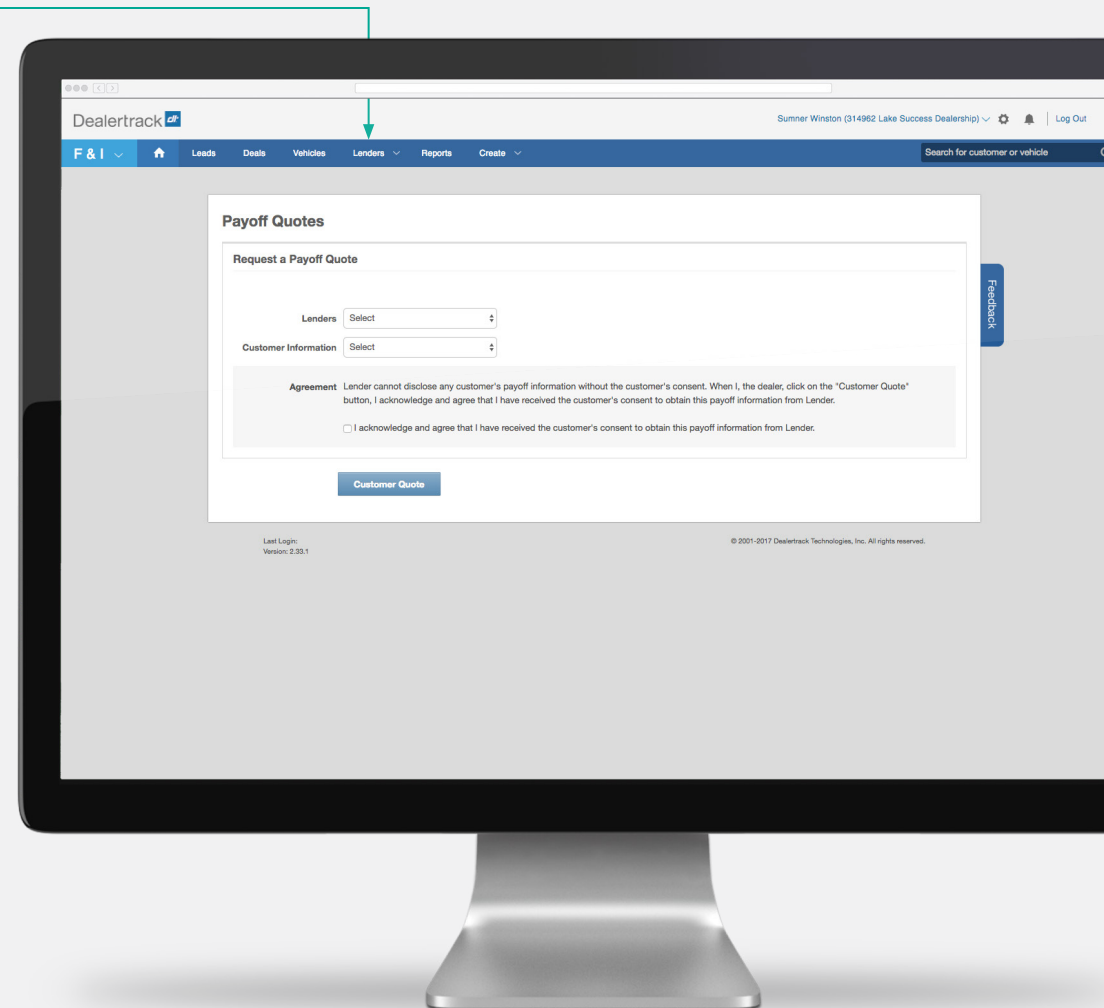 Dealertrack dt
Sumner Winston (314962 Lake Success Dealership)
Log Out
F & I Leads Deals Vehicles Lenders Reports Create
Search for customer or vehicle
Payoff Quotes
Request a Payoff Quote
Feedback
Lenders Select
Customer Information Select
Agreement Lender cannot disclose any customer's payoff information without the customer's consent. When I, the dealer, click on the "Customer Quote"
button, I acknowledge and agree that I have received the customer's consent to obtain this payoff information from Lender.
I acknowledge and agree that I have received the customer's consent to obtain this payoff information from Lender.
Customer Quote
Last Login:
Version: 2.33.1
© 2001-2017 Dealertrack Technologies, Inc. All rights reserved.